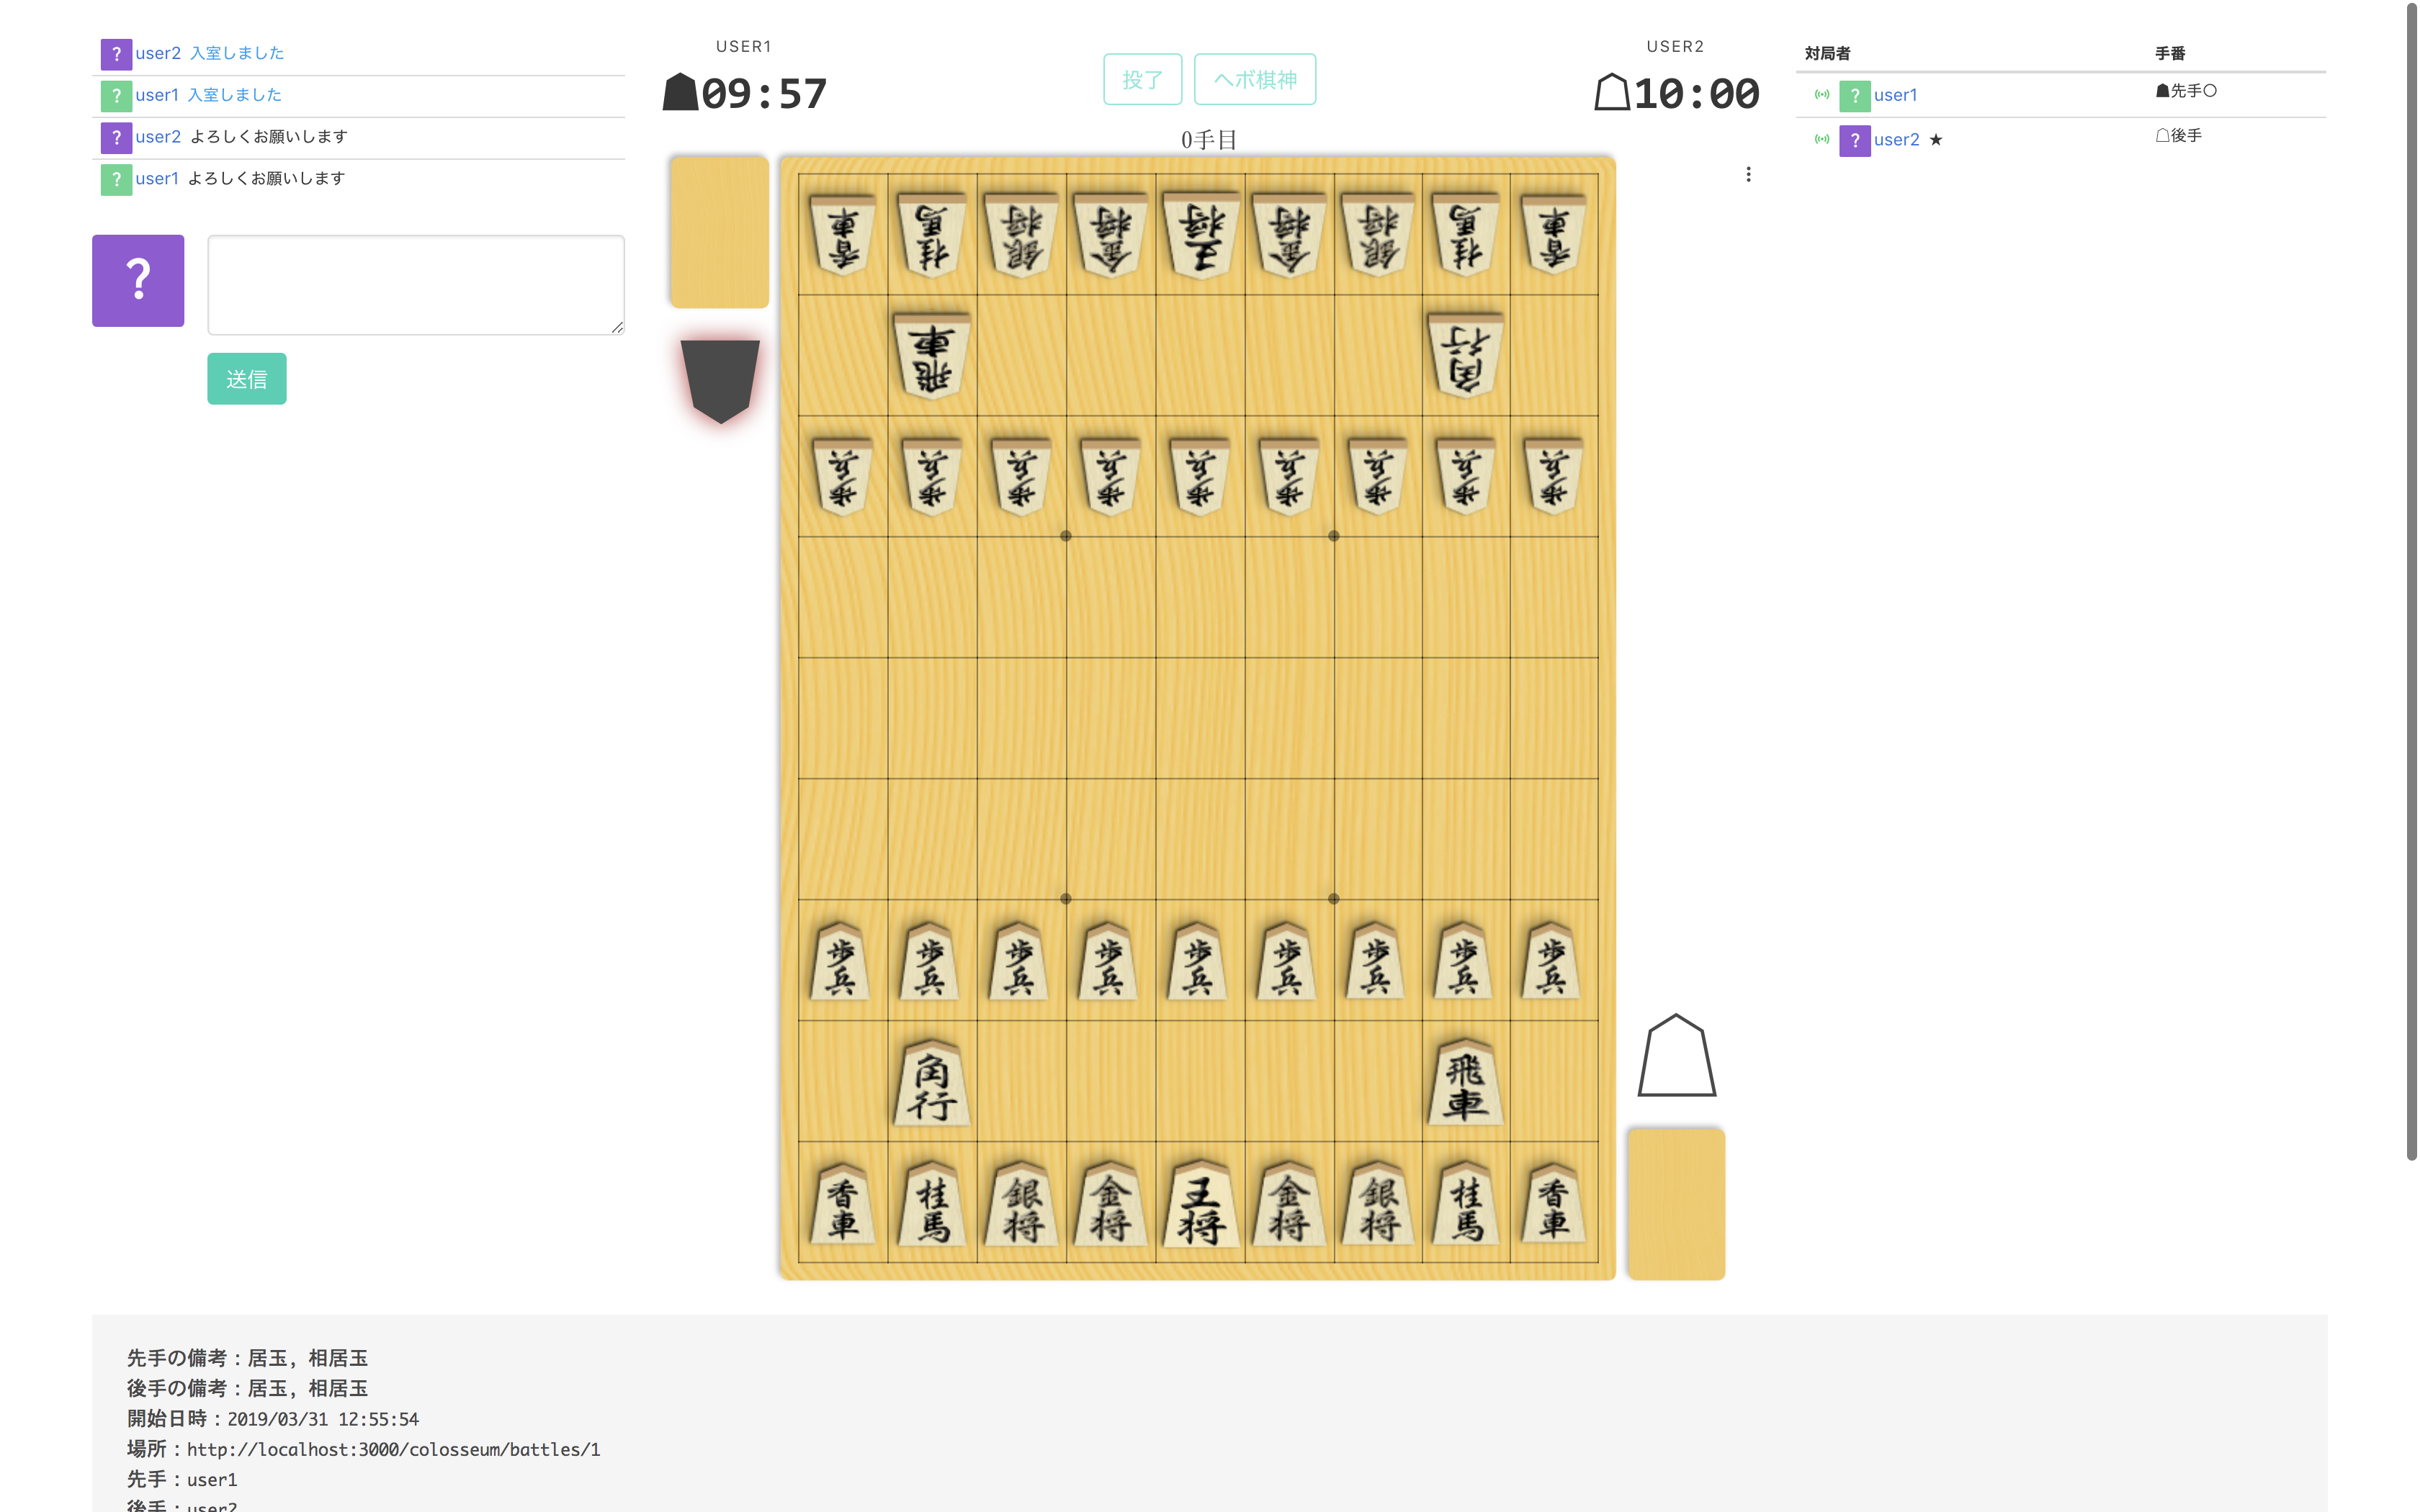 ? user2 入室しました
? user1 入室しました
? user2 よろしくお願いします
? user1 よろしくお願いします
?
送信
USER1
☗09:57
投了 ヘボ棋神
USER2
☖10:00
0手目
対局者 手番
? user1 ☗先手○
? user2 ★ ☖後手
香車 桂馬 銀将 金将 王将 金将 銀将 桂馬 香車
飛車 角行
歩兵 歩兵 歩兵 歩兵 歩兵 歩兵 歩兵 歩兵 歩兵
歩兵 歩兵 歩兵 歩兵 歩兵 歩兵 歩兵 歩兵 歩兵
角行 飛車
香車 桂馬 銀将 金将 王将 金将 銀将 桂馬 香車
先手の備考：居玉, 相居玉
後手の備考：居玉, 相居玉
開始日時：2019/03/31 12:55:54
場所：http://localhost:3000/colosseum/battles/1
先手：user1
後手：user2